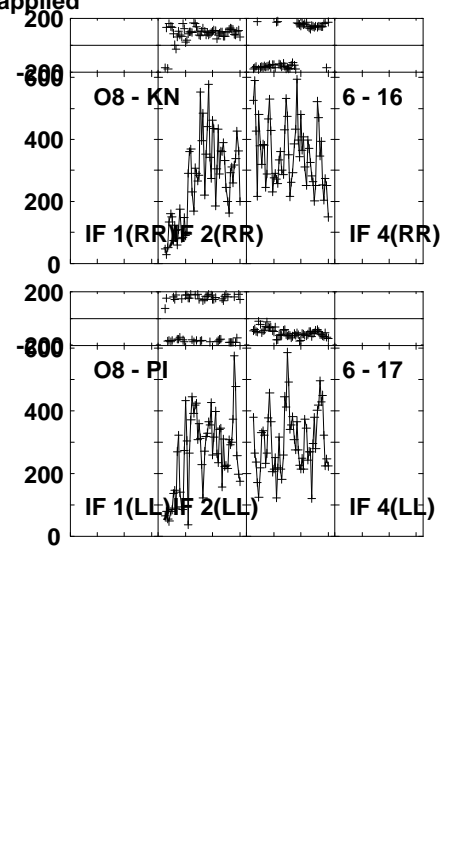 applied
200
-200
600
O8 - KN 6 - 16
400
200
IF 1(RR) IF 2(RR) IF 4(RR)
0
200
-200
600
O8 - PI 6 - 17
400
200
IF 1(LL) IF 2(LL) IF 4(LL)
0